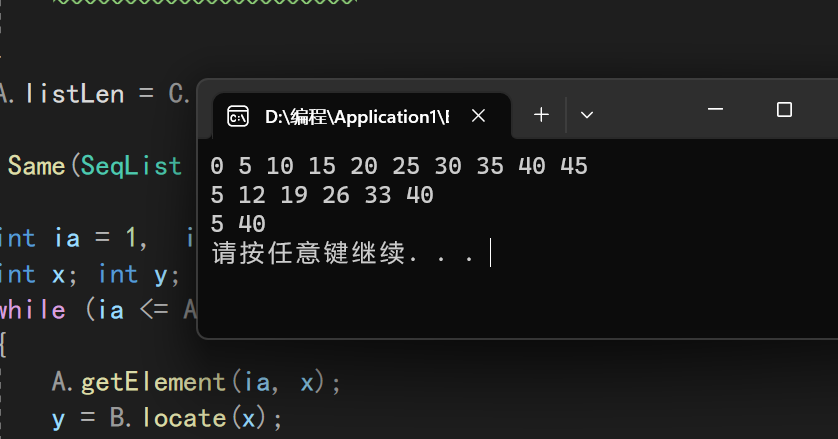 A.listLen = C.
Same(SeqList
int ia = 1, i
int x; int y;
while (ia <= A
{
A.getElement(ia, x);
y = B.locate(x);
D:\编程\Application1\
0 5 10 15 20 25 30 35 40 45
5 12 19 26 33 40
5 40
请按任意键继续. . .